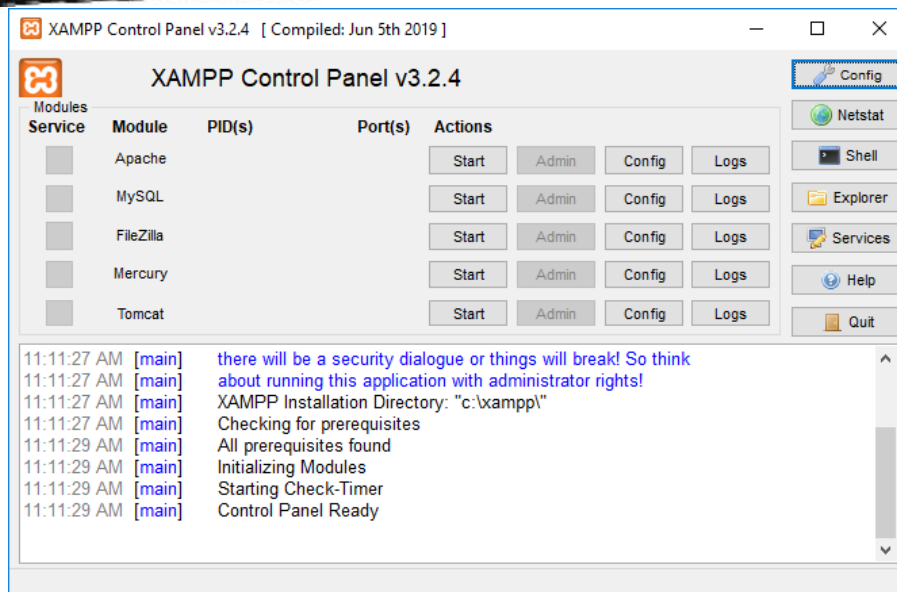 XAMPP Control Panel v3.2.4 [ Compiled: Jun 5th 2019 ]
XAMPP Control Panel v3.2.4
Config
Modules
Netstat
Service Module PID(s) Port(s) Actions
Apache Start Admin Config Logs
Shell
MySQL Start Admin Config Logs
Explorer
FileZilla Start Admin Config Logs
Services
Mercury Start Admin Config Logs
Help
Tomcat Start Admin Config Logs
Quit
11:11:27 AM [main] there will be a security dialogue or things will break! So think
11:11:27 AM [main] about running this application with administrator rights!
11:11:27 AM [main] XAMPP Installation Directory: "c:\xampp\"
11:11:27 AM [main] Checking for prerequisites
11:11:29 AM [main] All prerequisites found
11:11:29 AM [main] Initializing Modules
11:11:29 AM [main] Starting Check-Timer
11:11:29 AM [main] Control Panel Ready